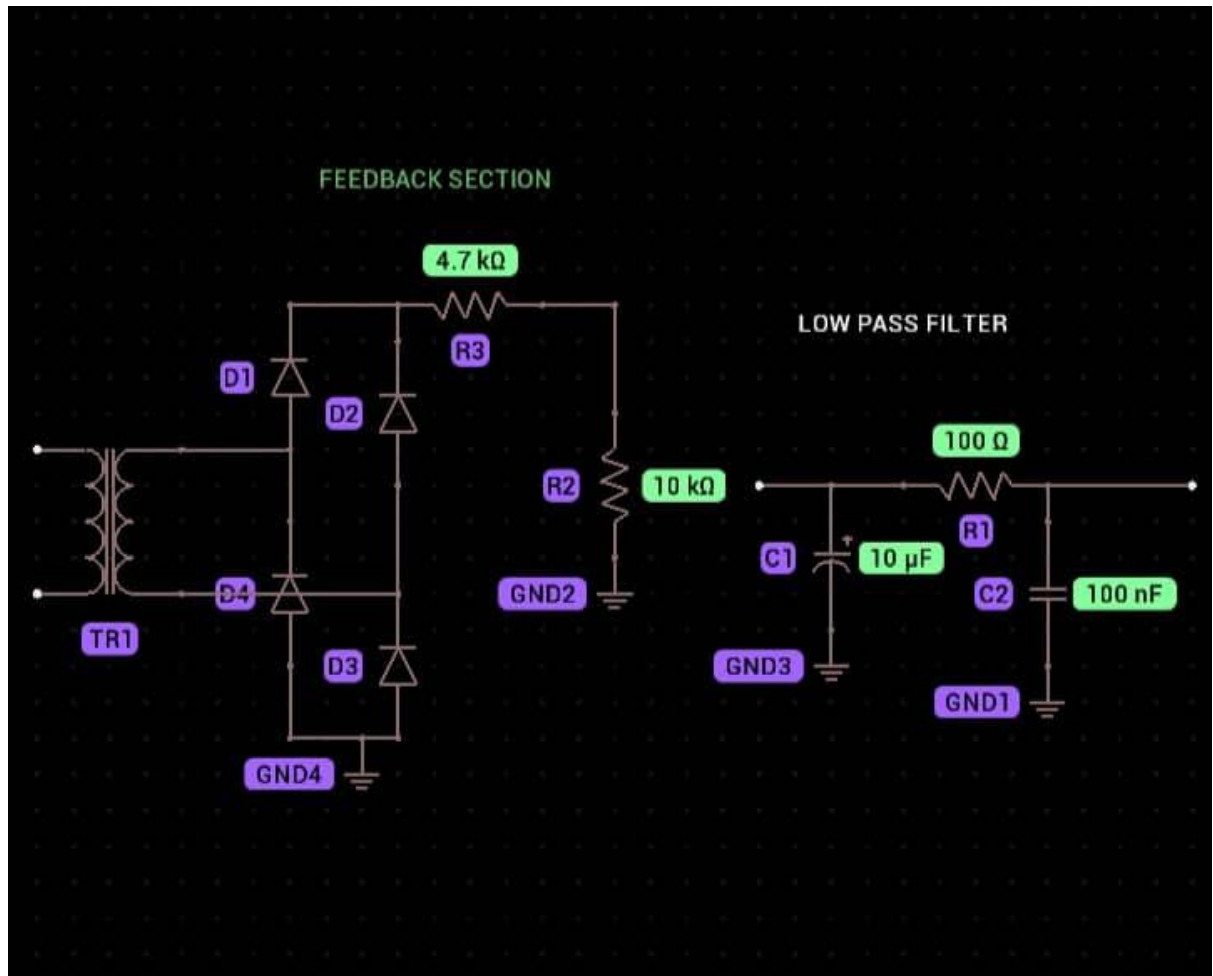 FEEDBACK SECTION
4.7 kΩ
R3
LOW PASS FILTER
D1
D2
100 Ω
R2
10 kΩ
R1
C1
10 μF
D4
GND2
C2
100 nF
TR1
D3
GND3
GND1
GND4